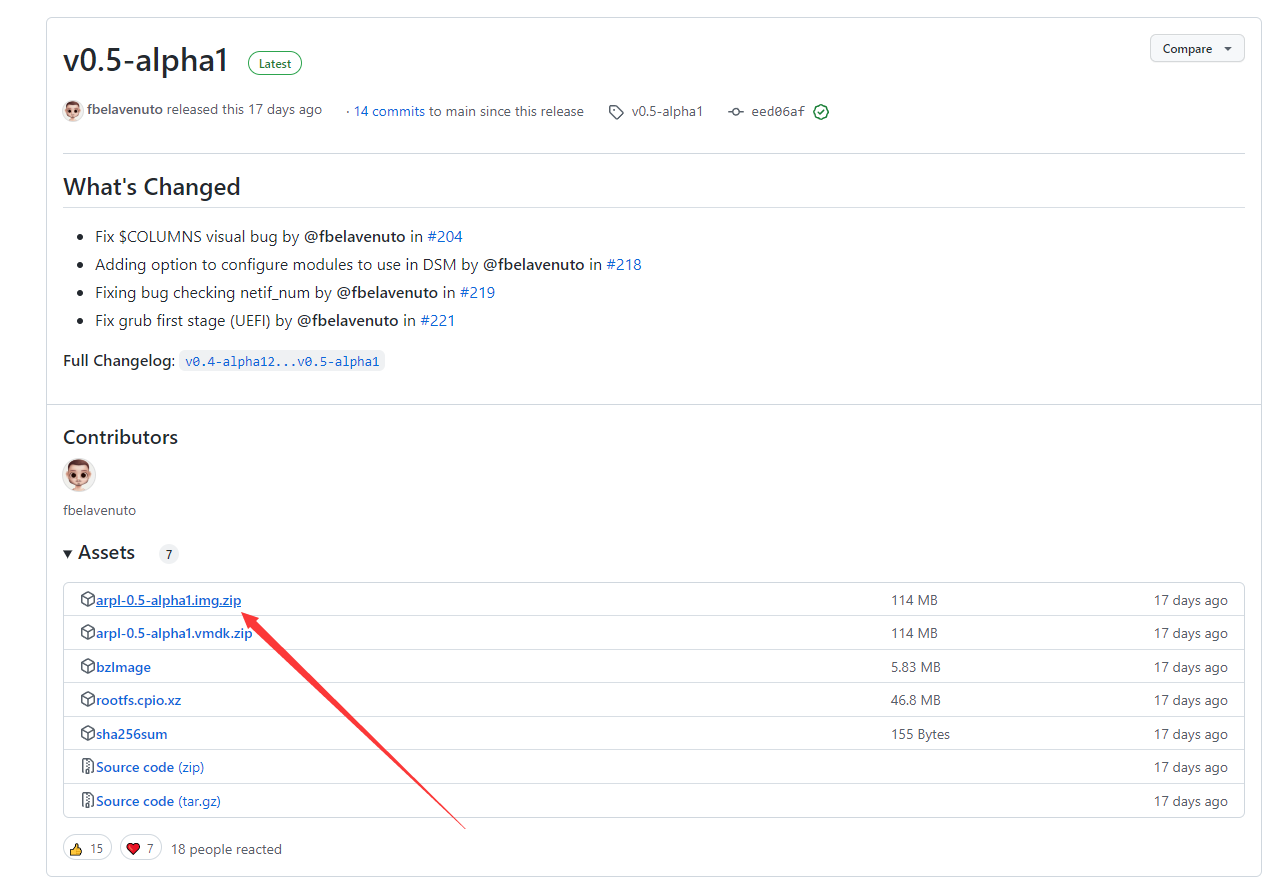 v0.5-alpha1 Latest Compare
fbelavenuto released this 17 days ago · 14 commits to main since this release v0.5-alpha1 eed06af
What's Changed
Fix $COLUMNS visual bug by @fbelavenuto in #204
Adding option to configure modules to use in DSM by @fbelavenuto in #218
Fixing bug checking netif_num by @fbelavenuto in #219
Fix grub first stage (UEFI) by @fbelavenuto in #221
Full Changelog: v0.4-alpha12...v0.5-alpha1
Contributors
fbelavenuto
Assets 7
arpl-0.5-alpha1.img.zip 114 MB 17 days ago
arpl-0.5-alpha1.vmdk.zip 114 MB 17 days ago
bzImage 5.83 MB 17 days ago
rootfs.cpio.xz 46.8 MB 17 days ago
sha256sum 155 Bytes 17 days ago
Source code (zip) 17 days ago
Source code (tar.gz) 17 days ago
15 7 18 people reacted